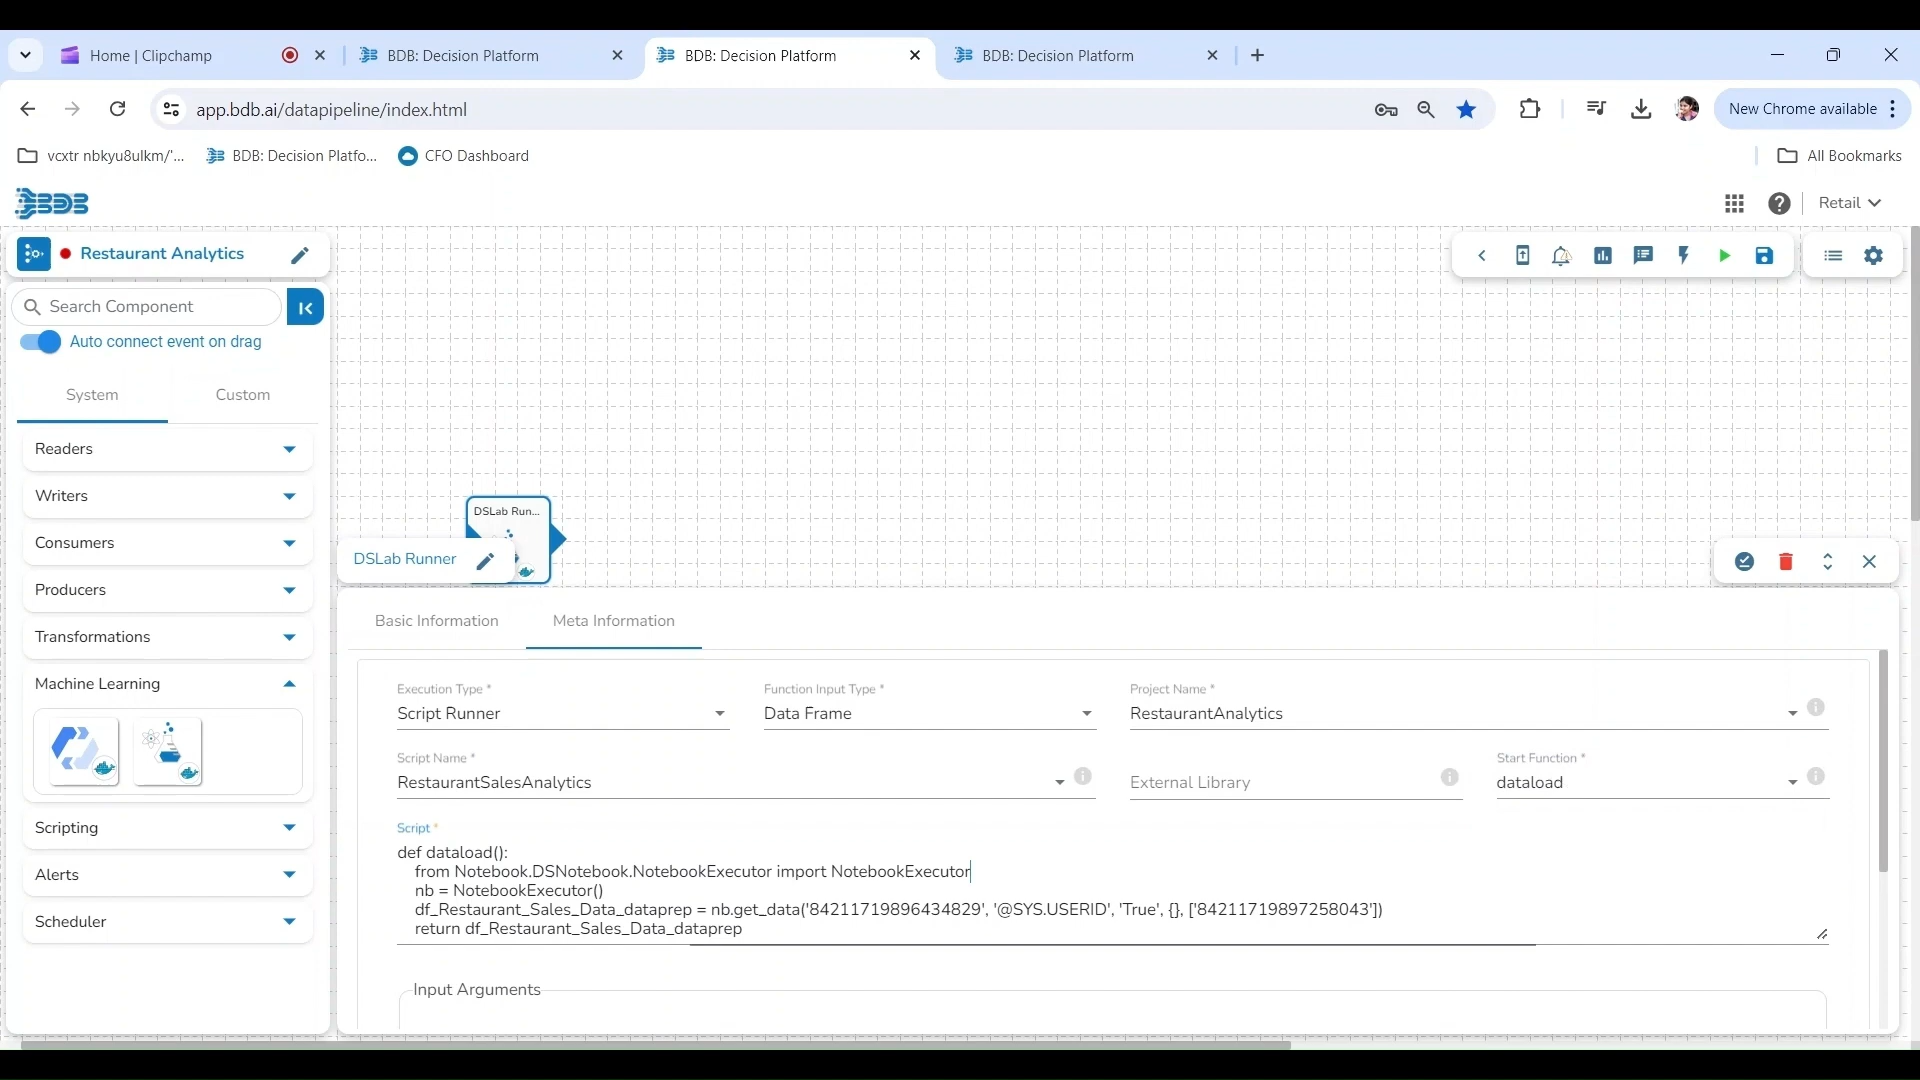 Home | Clipchamp
BDB: Decision Platform
BDB: Decision Platform
BDB: Decision Platform
app.bdb.ai/datapipeline/index.html
New Chrome available
vcxtr nbkyu8ulkm/'...
BDB: Decision Platfo...
CFO Dashboard
All Bookmarks
BDB
Retail
Restaurant Analytics
Search Component
Auto connect event on drag
System
Custom
Readers
Writers
Consumers
Producers
Transformations
Machine Learning
Scripting
Alerts
Scheduler
DSLab Run...
DSLab Runner
Basic Information
Meta Information
Execution Type *
Script Runner
Function Input Type *
Data Frame
Project Name *
RestaurantAnalytics
Script Name *
RestaurantSalesAnalytics
External Library
Start Function *
dataload
Script *
def dataload():
from Notebook.DSNotebook.NotebookExecutor import NotebookExecutor
nb = NotebookExecutor()
df_Restaurant_Sales_Data_dataprep = nb.get_data('84211719896434829', '@SYS.USERID', 'True', {}, ['84211719897258043'])
return df_Restaurant_Sales_Data_dataprep
Input Arguments